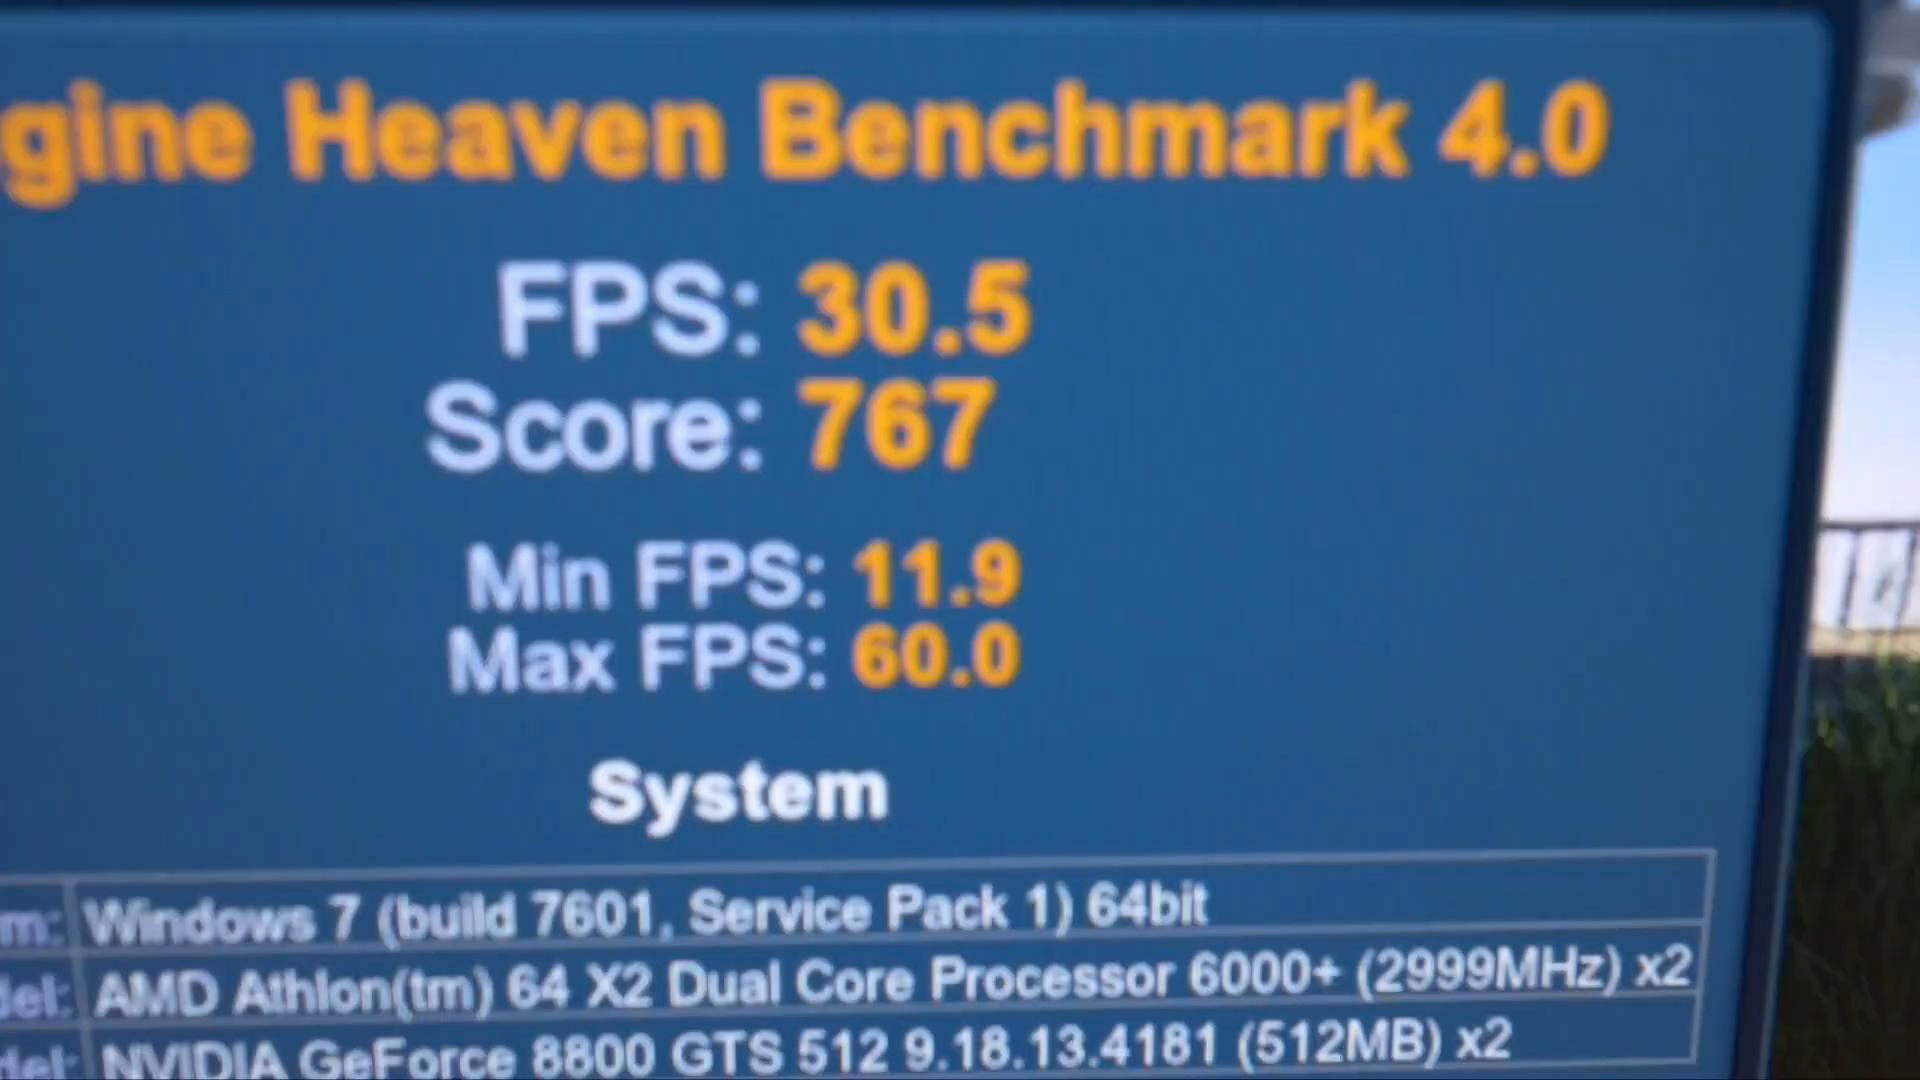 gine Heaven Benchmark 4.0
FPS: 30.5
Score: 767
Min FPS: 11.9
Max FPS: 60.0
System
m: Windows 7 (build 7601, Service Pack 1) 64bit
del: AMD Athlon(tm) 64 X2 Dual Core Processor 6000+ (2999MHz) x2
del: NVIDIA GeForce 8800 GTS 512 9.18.13.4181 (512MB) x2